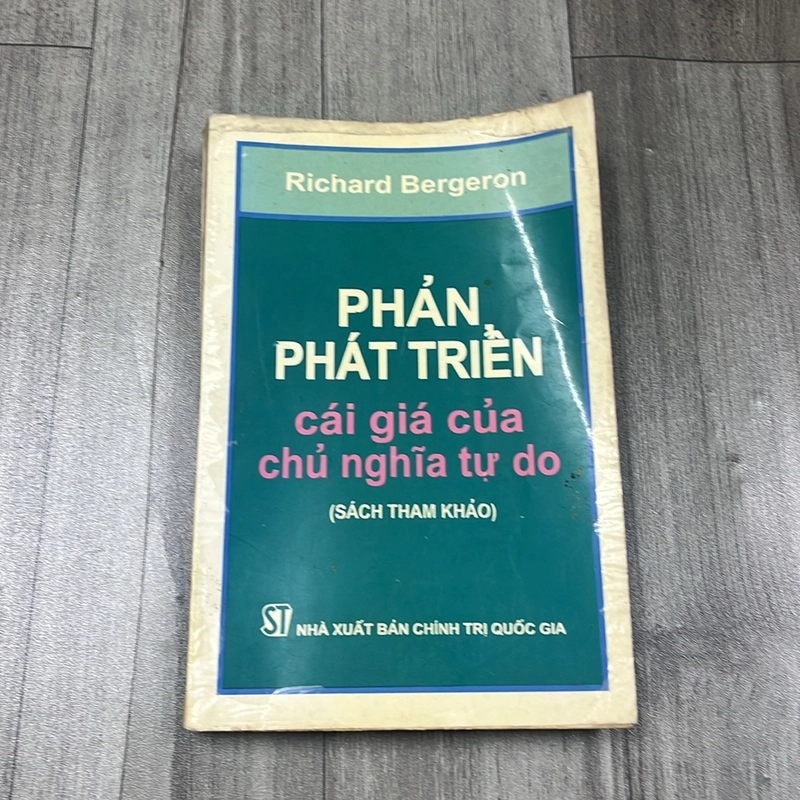 Richard Bergeron
PHẢN
PHÁT TRIỂN
cái giá của
chủ nghĩa tự do
(SÁCH THAM KHẢO)
ST NHÀ XUẤT BẢN CHÍNH TRỊ QUỐC GIA